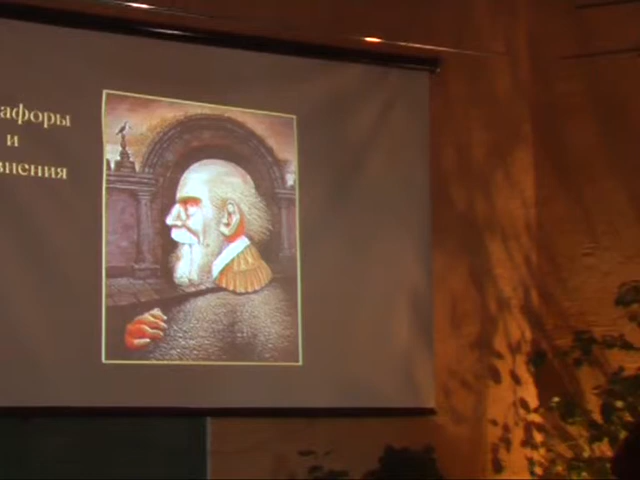 афоры
и
внения